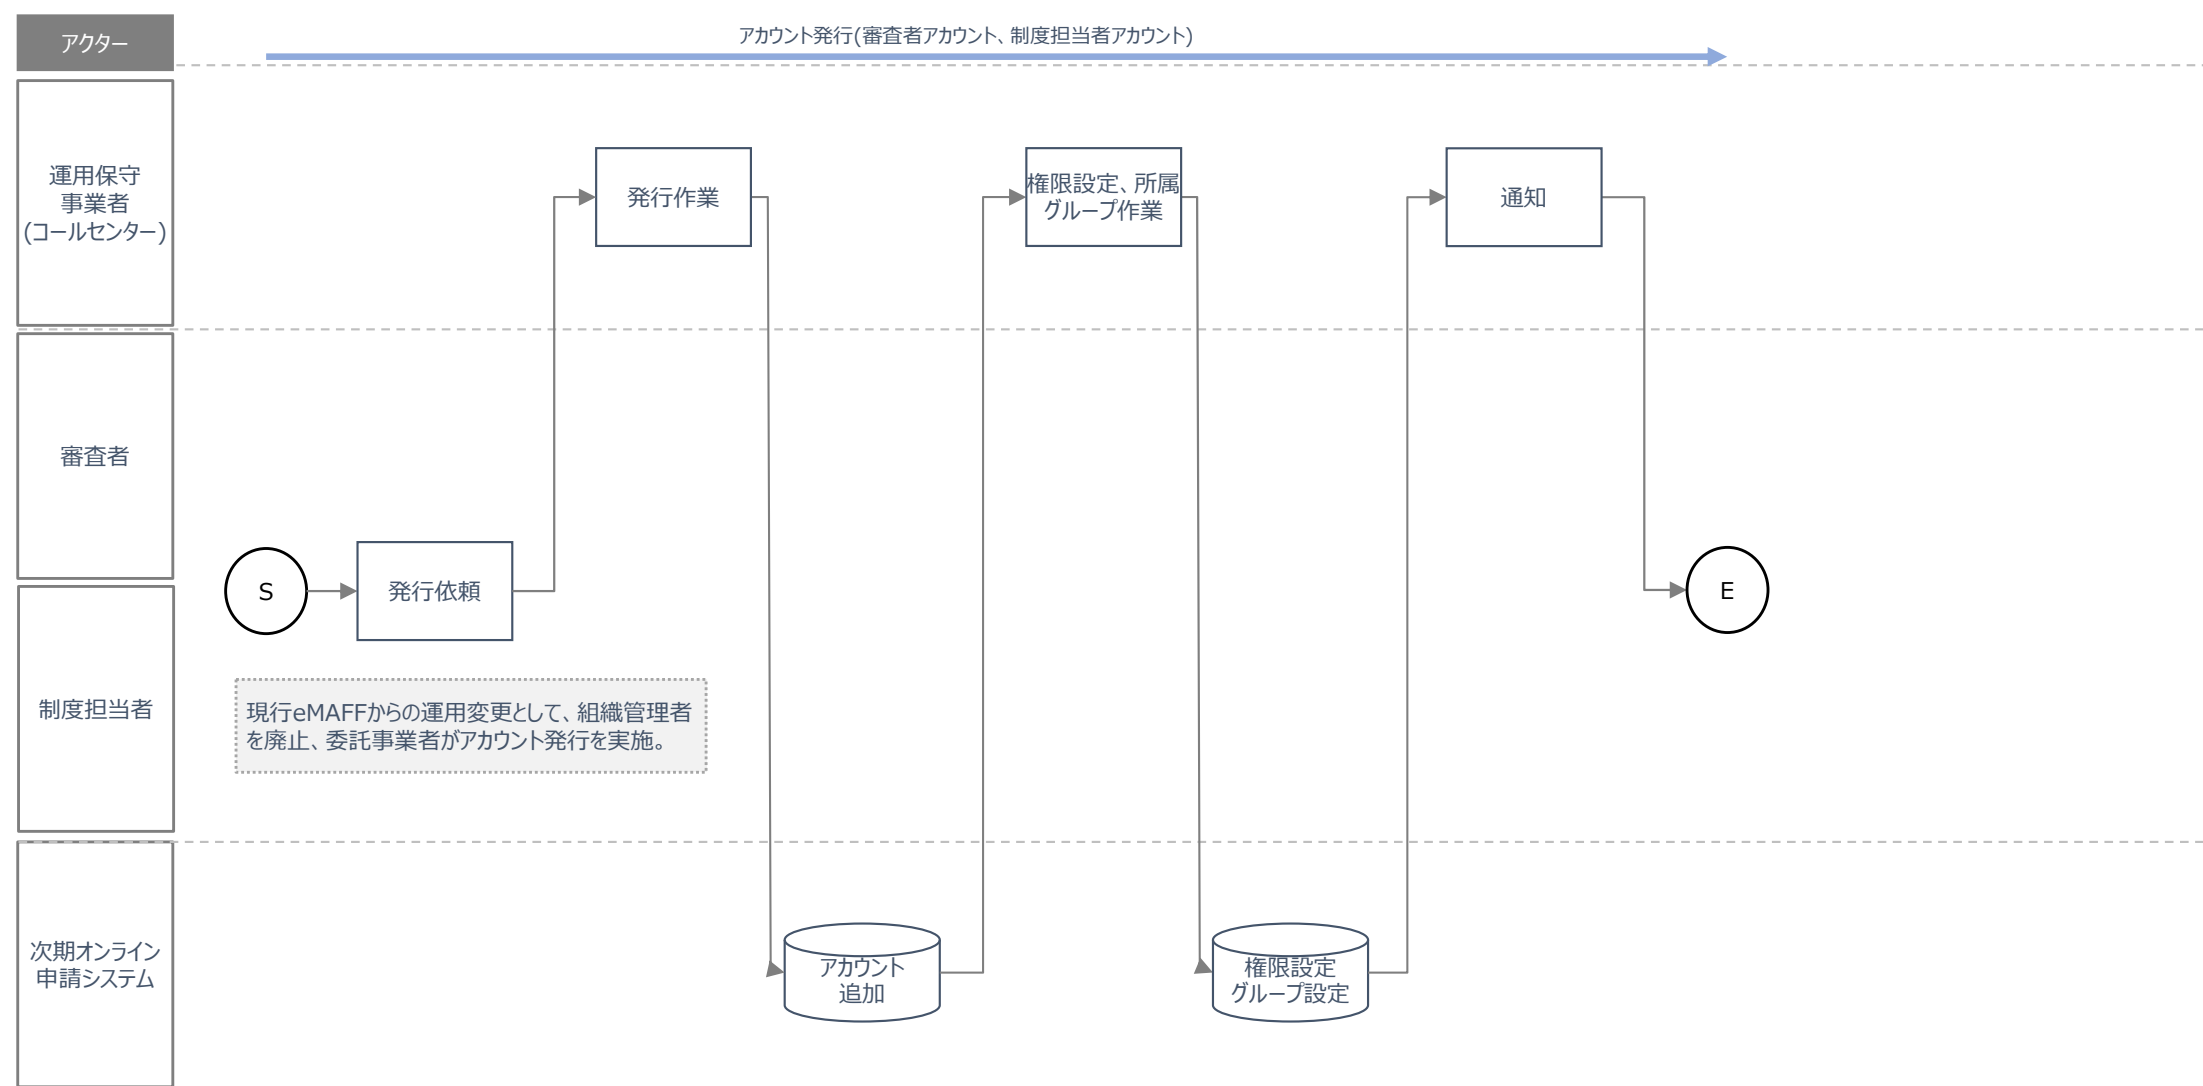 アクター
アカウント発行(審査者アカウント、制度担当者アカウント)
運用保守
事業者
(コールセンター)
発行作業
権限設定、所属
グループ作業
通知
審査者
S
発行依頼
E
制度担当者
現行eMAFFからの運用変更として、組織管理者
を廃止、委託事業者がアカウント発行を実施。
次期オンライン
申請システム
アカウント
追加
権限設定
グループ設定